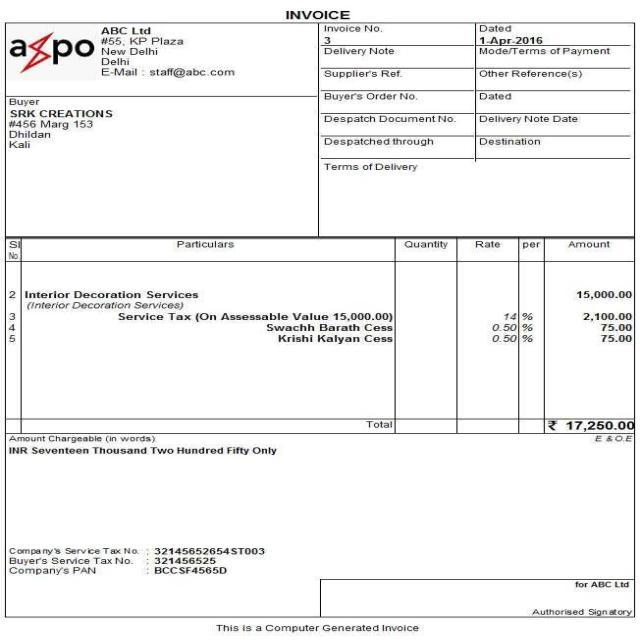 INVOICE
axpo
ABC Ltd
#55, KP Plaza
New Delhi
Delhi
E-Mail : staff@abc.com
Invoice No.
3
Dated
1-Apr-2016
Delivery Note
Mode/Terms of Payment
Supplier's Ref.
Other Reference(s)
Buyer
SRK CREATIONS
#456 Marg 153
Dhildan
Kali
Buyer's Order No.
Dated
Despatch Document No.
Delivery Note Date
Despatched through
Destination
Terms of Delivery
Sl No. Particulars Quantity Rate per Amount
2 Interior Decoration Services 15,000.00
(Interior Decoration Services)
3 Service Tax (On Assessable Value 15,000.00) 14 % 2,100.00
4 Swachh Barath Cess 0.50 % 75.00
5 Krishi Kalyan Cess 0.50 % 75.00
Total ₹ 17,250.00
Amount Chargeable (in words) E & O.E
INR Seventeen Thousand Two Hundred Fifty Only
Company's Service Tax No. : 32145652654ST003
Buyer's Service Tax No. : 321456525
Company's PAN : BCCSF4565D
for ABC Ltd
Authorised Signatory
This is a Computer Generated Invoice